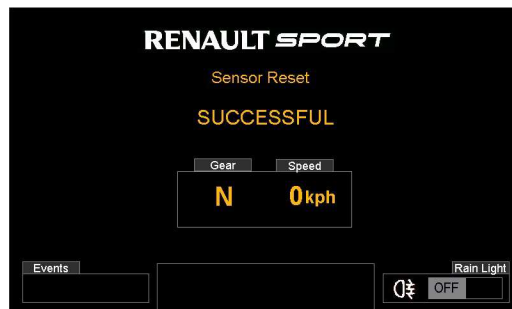 RENAULT SPORT
Sensor Reset
SUCCESSFUL
Gear Speed
N 0kph
Events
Rain Light
OFF